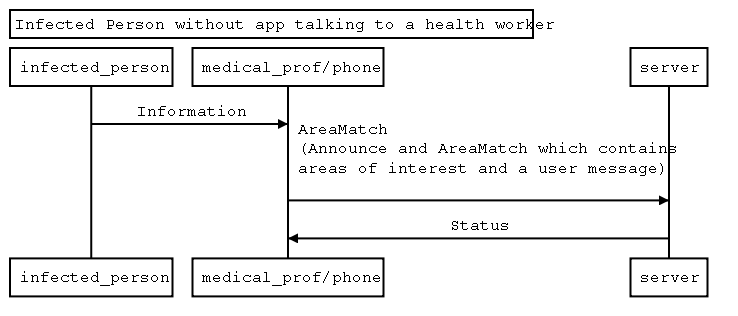 Infected Person without app talking to a health worker
infected_person
medical_prof/phone
server
Information
AreaMatch
(Announce and AreaMatch which contains
areas of interest and a user message)
Status
infected_person
medical_prof/phone
server